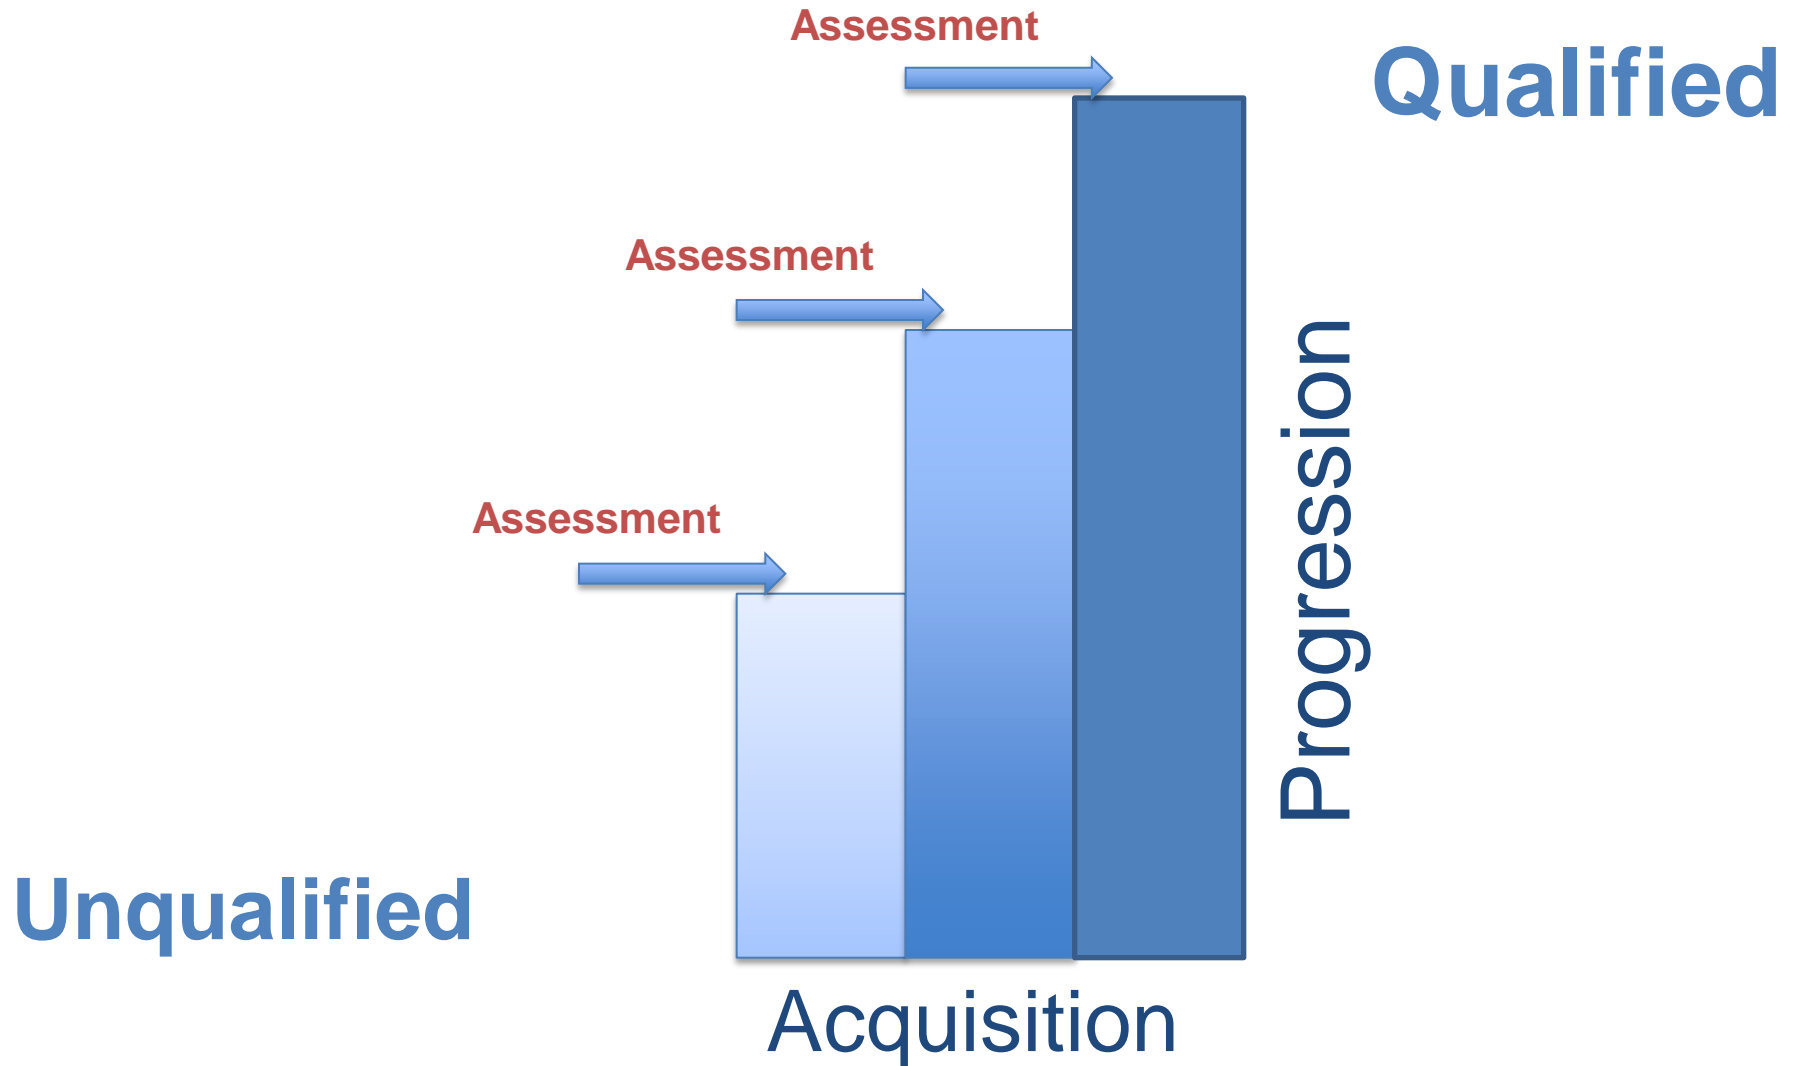 Assessment
Qualified
Assessment
Assessment
Progression
Unqualified
Acquisition